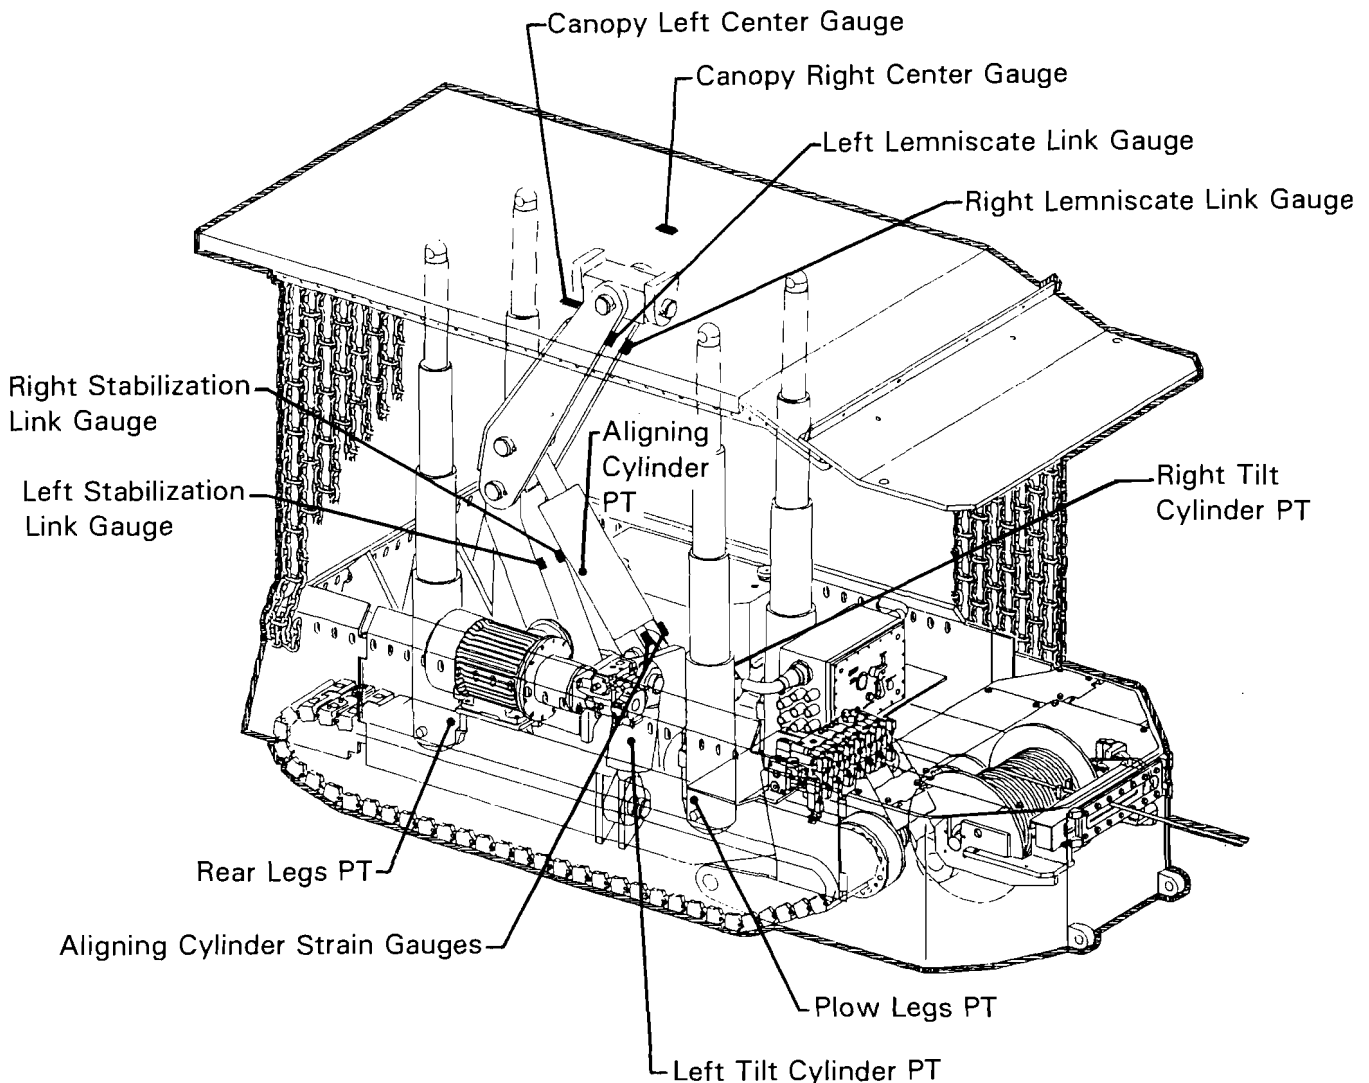 Canopy Left Center Gauge
Canopy Right Center Gauge
Left Lemniscate Link Gauge
Right Lemniscate Link Gauge
Right Stabilization
Link Gauge
Aligning
Cylinder
PT
Left Stabilization
Link Gauge
Right Tilt
Cylinder PT
Rear Legs PT
Aligning Cylinder Strain Gauges
Plow Legs PT
Left Tilt Cylinder PT